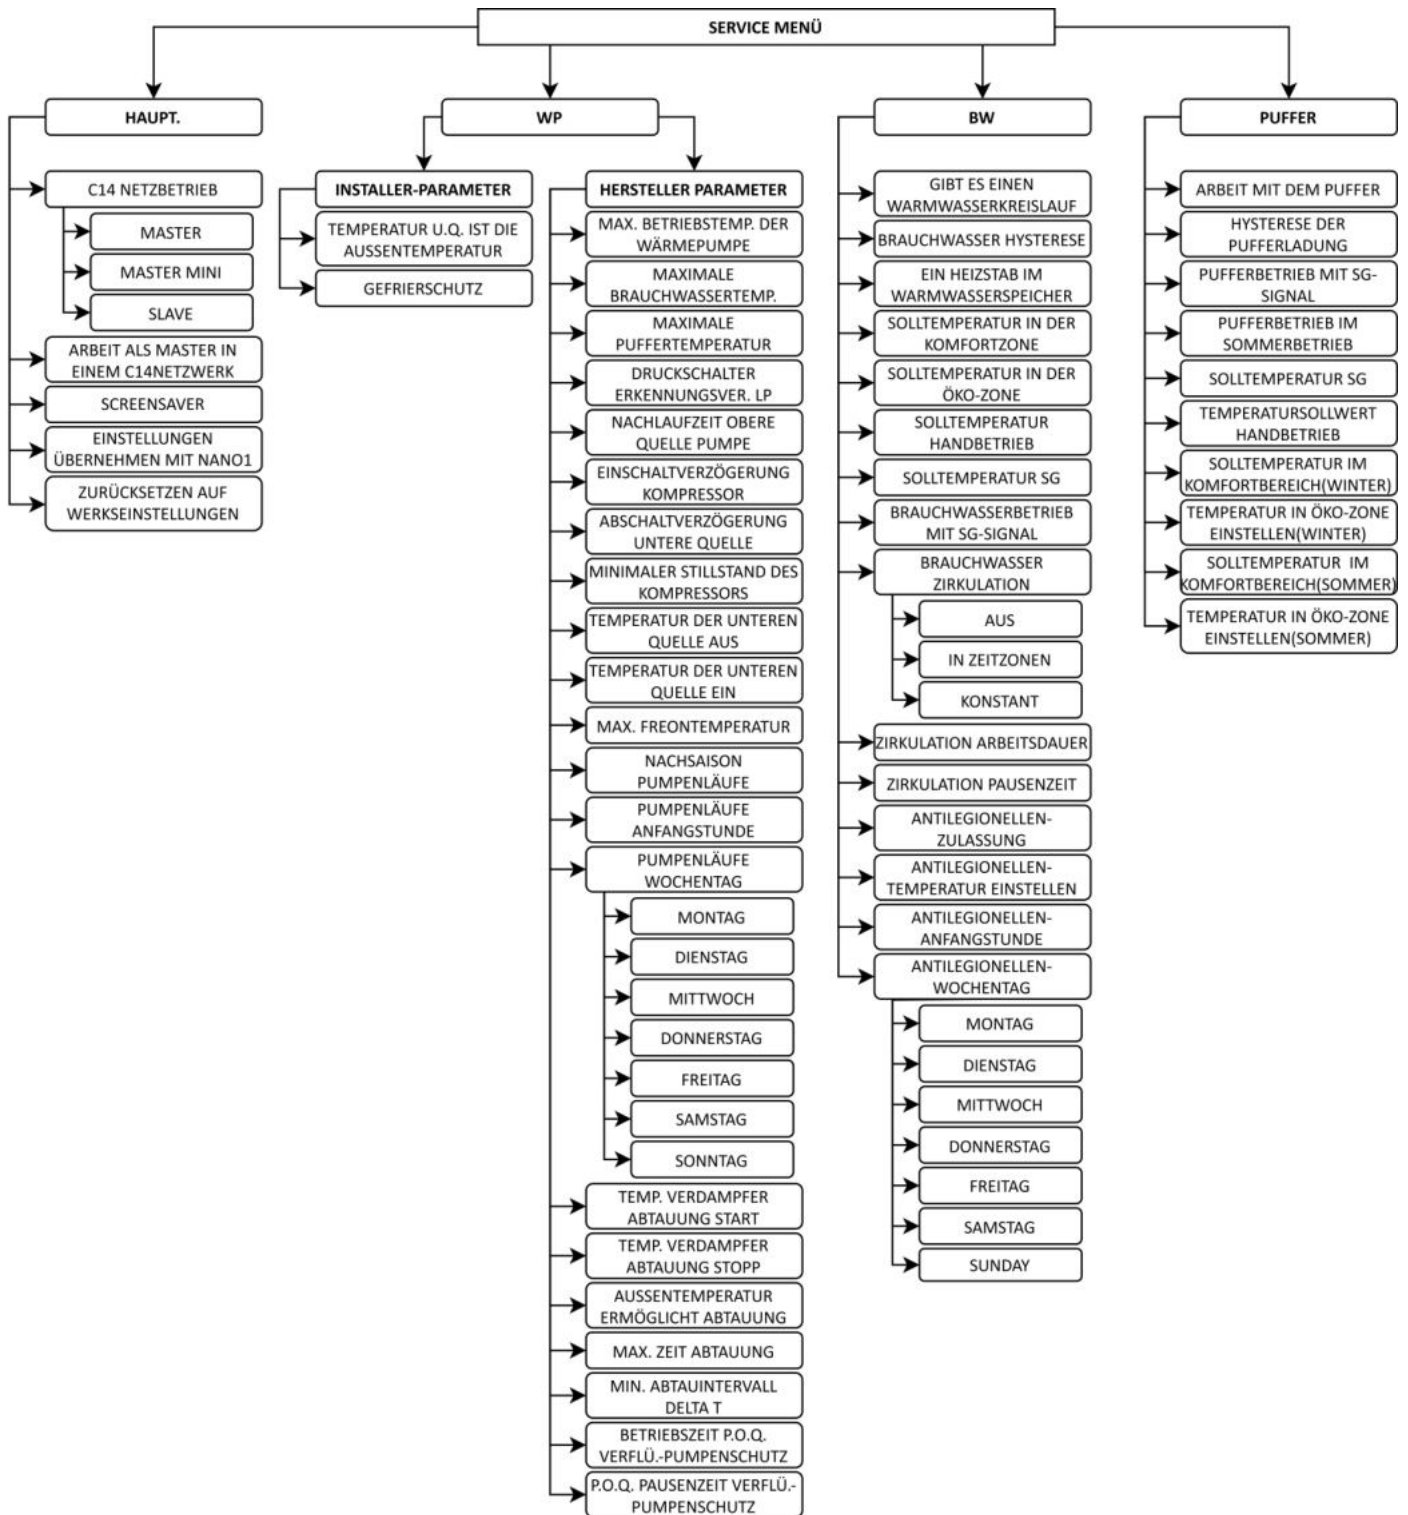 SERVICE MENÜ
HAUPT.
C14 NETZBETRIEB
MASTER
MASTER MINI
SLAVE
ARBEIT ALS MASTER IN
EINEM C14NETZWERK
SCREENSAVER
EINSTELLUNGEN
ÜBERNEHMEN MIT NANO1
ZURÜCKSETZEN AUF
WERKSEINSTELLUNGEN
WP
INSTALLER-PARAMETER
TEMPERATUR U.Q. IST DIE
AUSSENTEMPERATUR
GEFRIERSCHUTZ
HERSTELLER PARAMETER
MAX. BETRIEBSTEMP. DER
WÄRMEPUMPE
MAXIMALE
BRAUCHWASSERTEMP.
MAXIMALE
PUFFERTEMPERATUR
DRUCKSCHALTER
ERKENNUNGSVER. LP
NACHLAUFZEIT OBERE
QUELLE PUMPE
EINSCHALTVERZÖGERUNG
KOMPRESSOR
ABSCHALTVERZÖGERUNG
UNTERE QUELLE
MINIMALER STILLSTAND DES
KOMPRESSORS
TEMPERATUR DER UNTEREN
QUELLE AUS
TEMPERATUR DER UNTEREN
QUELLE EIN
MAX. FREONTEMPERATUR
NACHSAISON
PUMPENLÄUFE
PUMPENLÄUFE
ANFANGSTUNDE
PUMPENLÄUFE
WOCHENTAG
MONTAG
DIENSTAG
MITTWOCH
DONNERSTAG
FREITAG
SAMSTAG
SONNTAG
TEMP. VERDAMPFER
ABTAUUNG START
TEMP. VERDAMPFER
ABTAUUNG STOPP
AUSSENTEMPERATUR
ERMÖGLICHT ABTAUUNG
MAX. ZEIT ABTAUUNG
MIN. ABTAUINTERVALL
DELTA T
BETRIEBSZEIT P.O.Q.
VERFLÜ.-PUMPENSCHUTZ
P.O.Q. PAUSENZEIT VERFLÜ.-
PUMPENSCHUTZ
BW
GIBT ES EINEN
WARMWASSERKREISLAUF
BRAUCHWASSER HYSTERESE
EIN HEIZSTAB IM
WARMWASSERSPEICHER
SOLLTEMPERATUR IN DER
KOMFORTZONE
SOLLTEMPERATUR IN DER
ÖKO-ZONE
SOLLTEMPERATUR
HANDBETRIEB
SOLLTEMPERATUR SG
BRAUCHWASSERBETRIEB
MIT SG-SIGNAL
BRAUCHWASSER
ZIRKULATION
AUS
IN ZEITZONEN
KONSTANT
ZIRKULATION ARBEITSDAUER
ZIRKULATION PAUSENZEIT
ANTILEGIONELLEN-
ZULASSUNG
ANTILEGIONELLEN-
TEMPERATUR EINSTELLEN
ANTILEGIONELLEN-
ANFANGSTUNDE
ANTILEGIONELLEN-
WOCHENTAG
MONTAG
DIENSTAG
MITTWOCH
DONNERSTAG
FREITAG
SAMSTAG
SUNDAY
PUFFER
ARBEIT MIT DEM PUFFER
HYSTERESE DER
PUFERLADUNG
PUFFERBETRIEB MIT SG-
SIGNAL
PUFFERBETRIEB IM
SOMMERBETRIEB
SOLLTEMPERATUR SG
TEMPERATURSOLLWERT
HANDBETRIEB
SOLLTEMPERATUR IM
KOMFORTBEREICH(WINTER)
TEMPERATUR IN ÖKO-ZONE
EINSTELLEN(WINTER)
SOLLTEMPERATUR IM
KOMFORTBEREICH(SOMMER)
TEMPERATUR IN ÖKO-ZONE
EINSTELLEN(SOMMER)